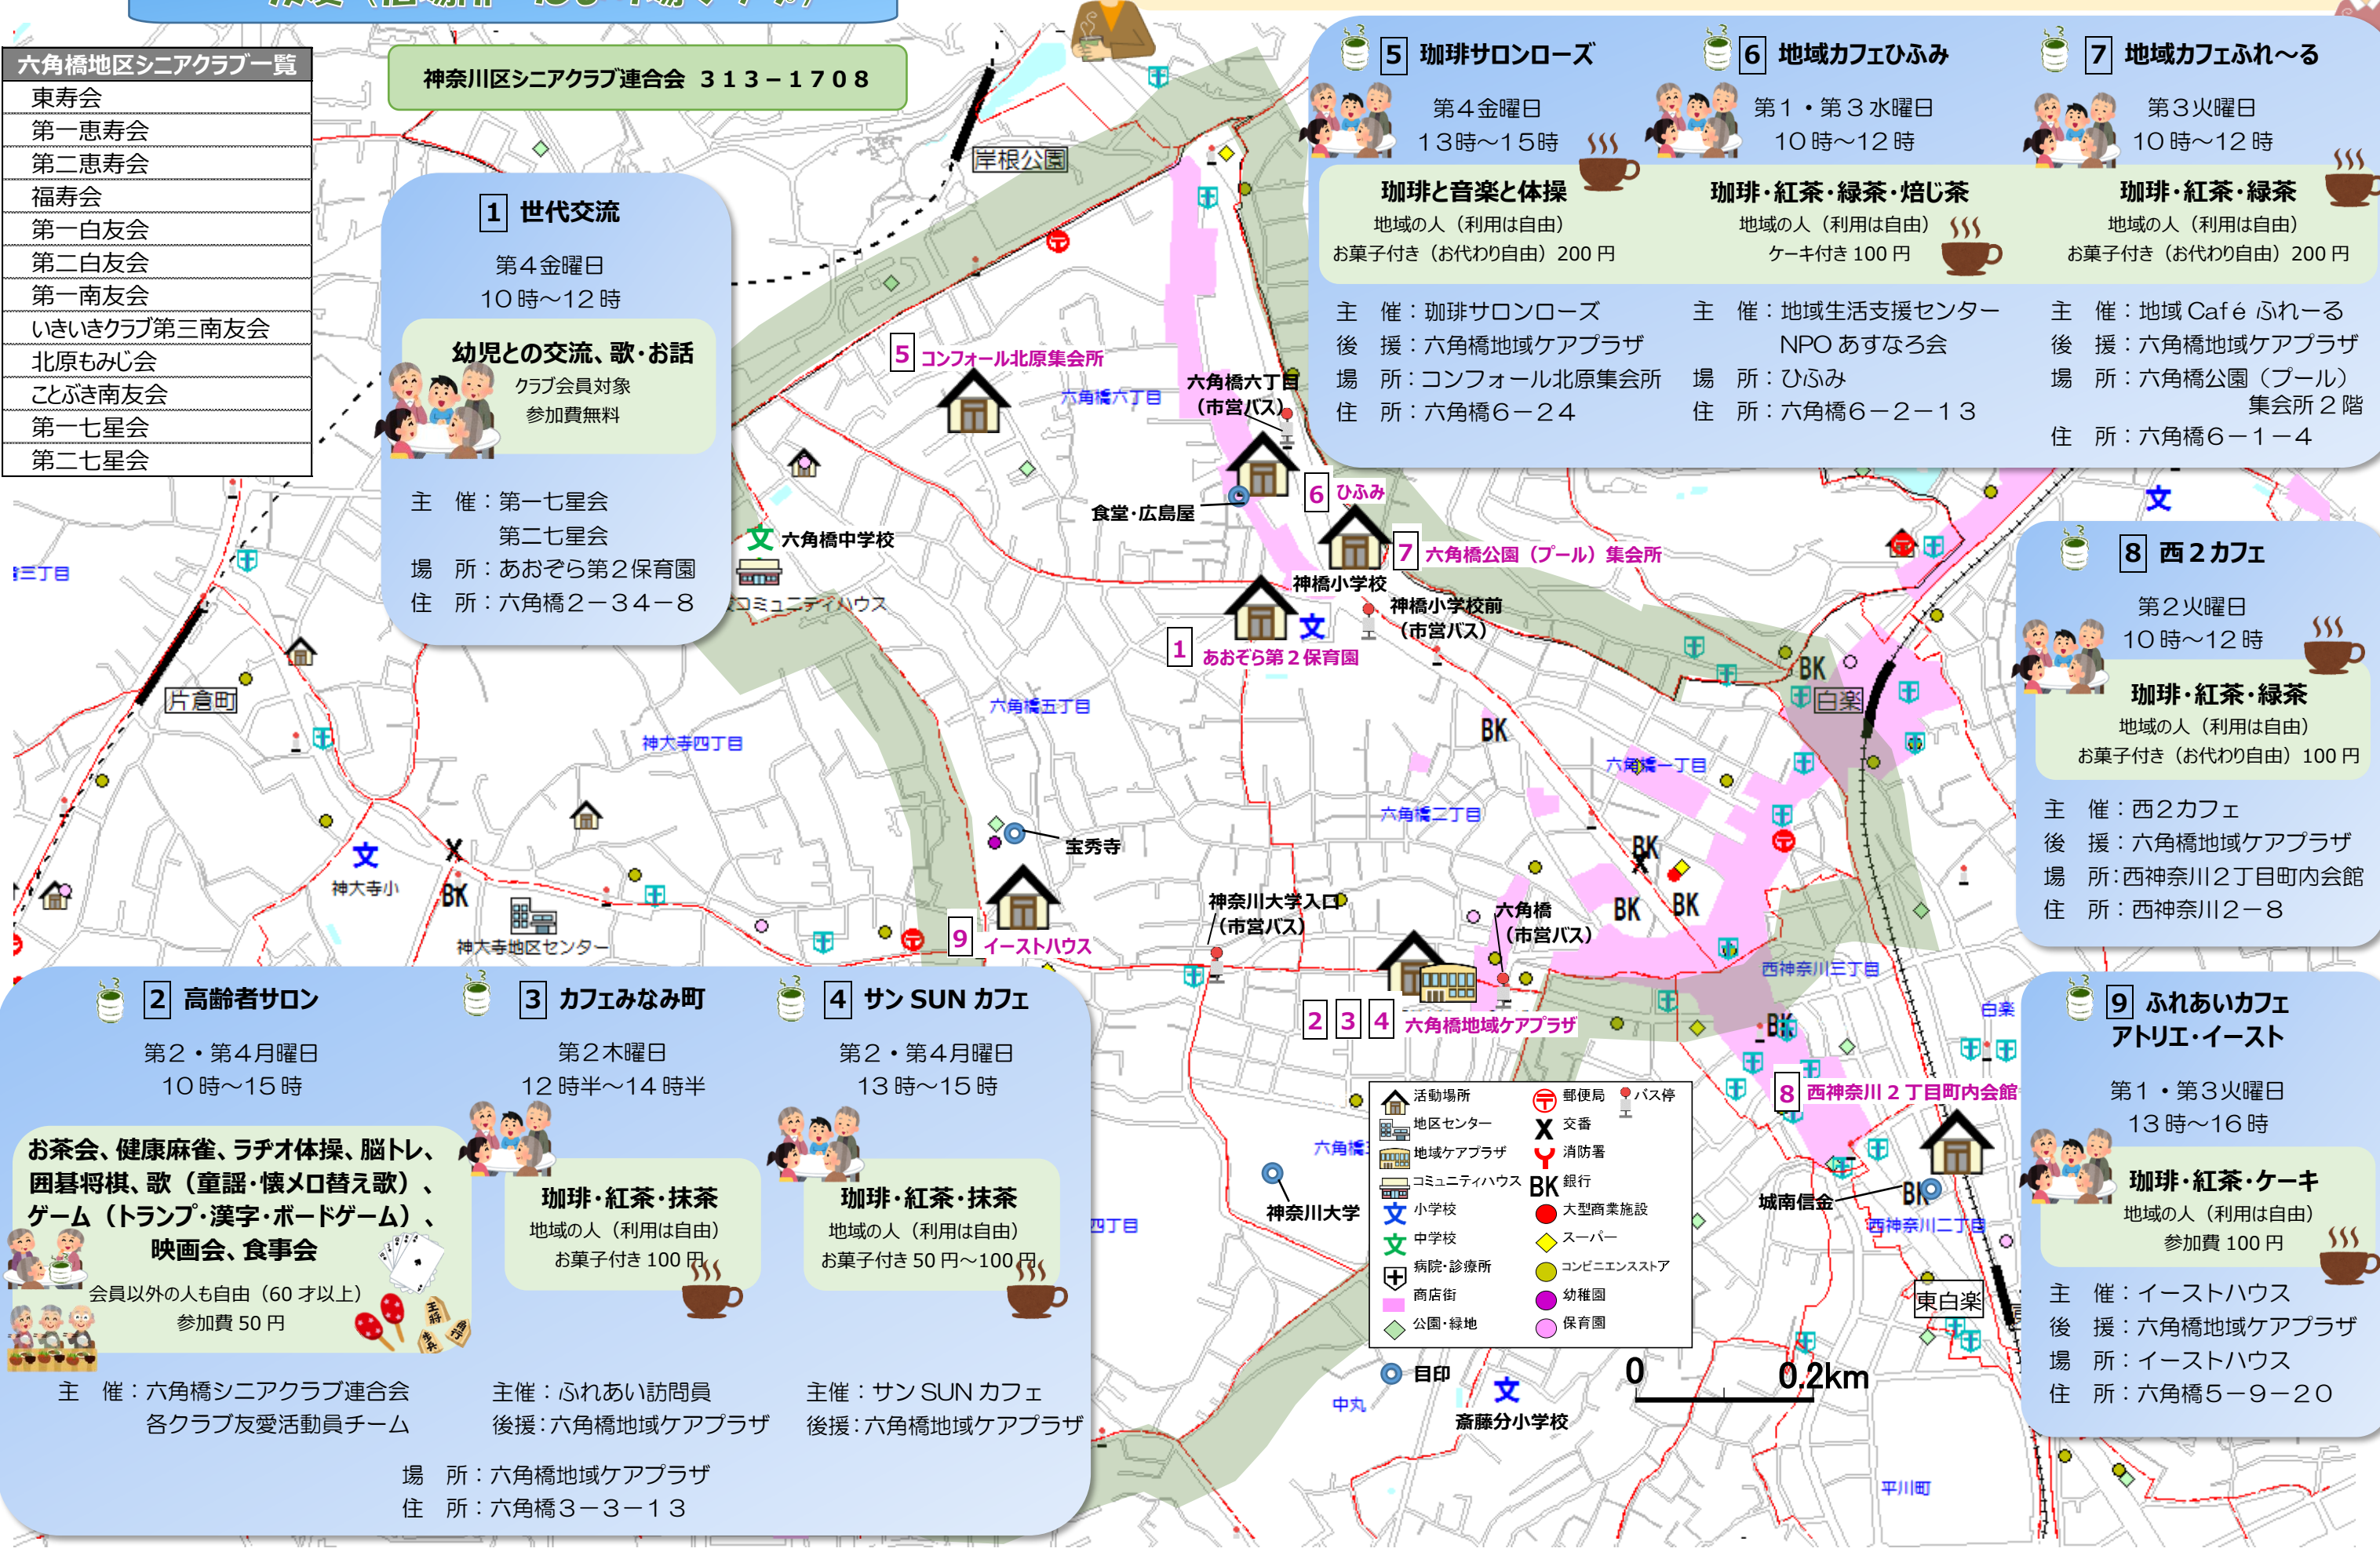 六角橋地区シニアクラブ一覧
東寿会
第一恵寿会
第二恵寿会
福寿会
第一白友会
第二白友会
第一南友会
いきいきクラブ第三南友会
北原もみじ会
ことぶき南友会
第一七星会
第二七星会
神奈川区シニアクラブ連合会 ３１３－１７０８
1 世代交流
第４金曜日
１０時～１２時
幼児との交流、歌・お話
クラブ会員対象
参加費無料
主　催：第一七星会
第二七星会
場　所：あおぞら第２保育園
住　所：六角橋２－３４－８
5 珈琲サロンローズ
第４金曜日
１３時～１５時
珈琲と音楽と体操
地域の人（利用は自由）
お菓子付き（お代わり自由）200 円
主　催：珈琲サロンローズ
後　援：六角橋地域ケアプラザ
場　所：コンフォール北原集会所
住　所：六角橋６－２４
6 地域カフェひふみ
第１・第３水曜日
１０時～１２時
珈琲・紅茶・緑茶・焙じ茶
地域の人（利用は自由）
ケーキ付き 100 円
主　催：地域生活支援センター
NPO あすなろ会
場　所：ひふみ
住　所：六角橋６－２－１３
7 地域カフェふれ～る
第３火曜日
１０時～１２時
珈琲・紅茶・緑茶
地域の人（利用は自由）
お菓子付き（お代わり自由）200 円
主　催：地域 Café ふれーる
後　援：六角橋地域ケアプラザ
場　所：六角橋公園（プール）
集会所２階
住　所：六角橋６－１－４
8 西２カフェ
第２火曜日
１０時～１２時
珈琲・紅茶・緑茶
地域の人（利用は自由）
お菓子付き（お代わり自由）100 円
主　催：西２カフェ
後　援：六角橋地域ケアプラザ
場　所：西神奈川２丁目町内会館
住　所：西神奈川２－８
9 ふれあいカフェ
アトリエ・イースト
第１・第３火曜日
１３時～１６時
珈琲・紅茶・ケーキ
地域の人（利用は自由）
参加費 100 円
主　催：イーストハウス
後　援：六角橋地域ケアプラザ
場　所：イーストハウス
住　所：六角橋５－９－２０
2 高齢者サロン
第２・第４月曜日
１０時～１５時
お茶会、健康麻雀、ラヂオ体操、脳トレ、
囲碁将棋、歌（童謡・懐メロ替え歌）、
ゲーム（トランプ・漢字・ボードゲーム）、
映画会、食事会
会員以外の人も自由（60 才以上）
参加費 50 円
主　催：六角橋シニアクラブ連合会
各クラブ友愛活動員チーム
3 カフェみなみ町
第２木曜日
１２時半～１４時半
珈琲・紅茶・抹茶
地域の人（利用は自由）
お菓子付き 100 円
主催：ふれあい訪問員
後援：六角橋地域ケアプラザ
4 サン SUN カフェ
第２・第４月曜日
１３時～１５時
珈琲・紅茶・抹茶
地域の人（利用は自由）
お菓子付き 50 円～100 円
主催：サン SUN カフェ
後援：六角橋地域ケアプラザ
場　所：六角橋地域ケアプラザ
住　所：六角橋３－３－１３
岸根公園
5 コンフォール北原集会所
六角橋六丁目
六角橋六丁目
（市営バス）
6 ひふみ
食堂・広島屋
文 六角橋中学校
コミュニティハウス
7 六角橋公園（プール）集会所
神橋小学校
文
神橋小学校前
（市営バス）
1 あおぞら第２保育園
文
片倉町
六角橋五丁目
神大寺四丁目
BK
BK
白楽
六角橋一丁目
六角橋二丁目
宝秀寺
文
神大寺小
BK
神大寺地区センター
9 イーストハウス
神奈川大学入口
（市営バス）
六角橋
（市営バス）
BK
BK
BK
西神奈川三丁目
2 3 4 六角橋地域ケアプラザ
白楽
BK
8 西神奈川２丁目町内会館
神奈川大学
四丁目
城南信金
BK
西神奈川二丁目
東白楽
活動場所
地区センター
地域ケアプラザ
コミュニティハウス
文 小学校
文 中学校
病院・診療所
商店街
公園・緑地
郵便局
バス停
X 交番
消防署
BK 銀行
大型商業施設
スーパー
コンビニエンスストア
幼稚園
保育園
目印
0 0.2km
中丸
文
斎藤分小学校
平川町